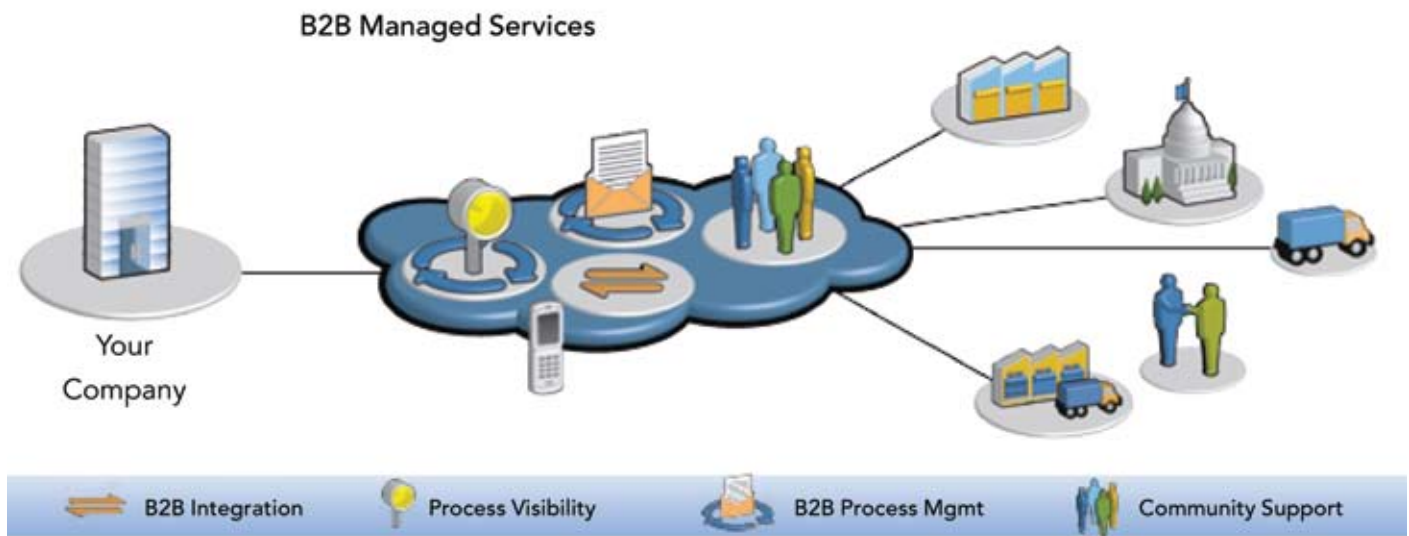 B2B Managed Services
Your
Company
B2B Integration
Process Visibility
B2B Process Mgmt
Community Support